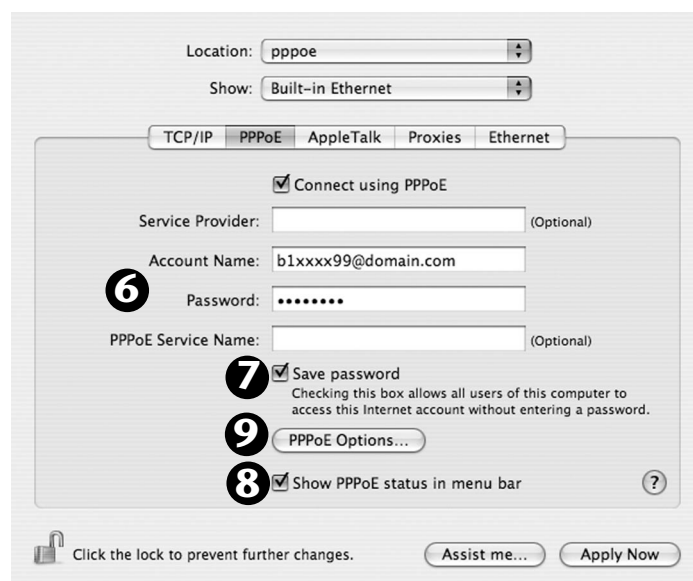 Location: pppoe
Show: Built-in Ethernet
TCP/IP PPPoE AppleTalk Proxies Ethernet
Connect using PPPoE
Service Provider: (Optional)
Account Name: b1xxxx99@domain.com
6
Password: ••••••••
PPPoE Service Name: (Optional)
7 Save password
Checking this box allows all users of this computer to
access this Internet account without entering a password.
9 PPPoE Options...
8 Show PPPoE status in menu bar ?
Click the lock to prevent further changes. Assist me... Apply Now